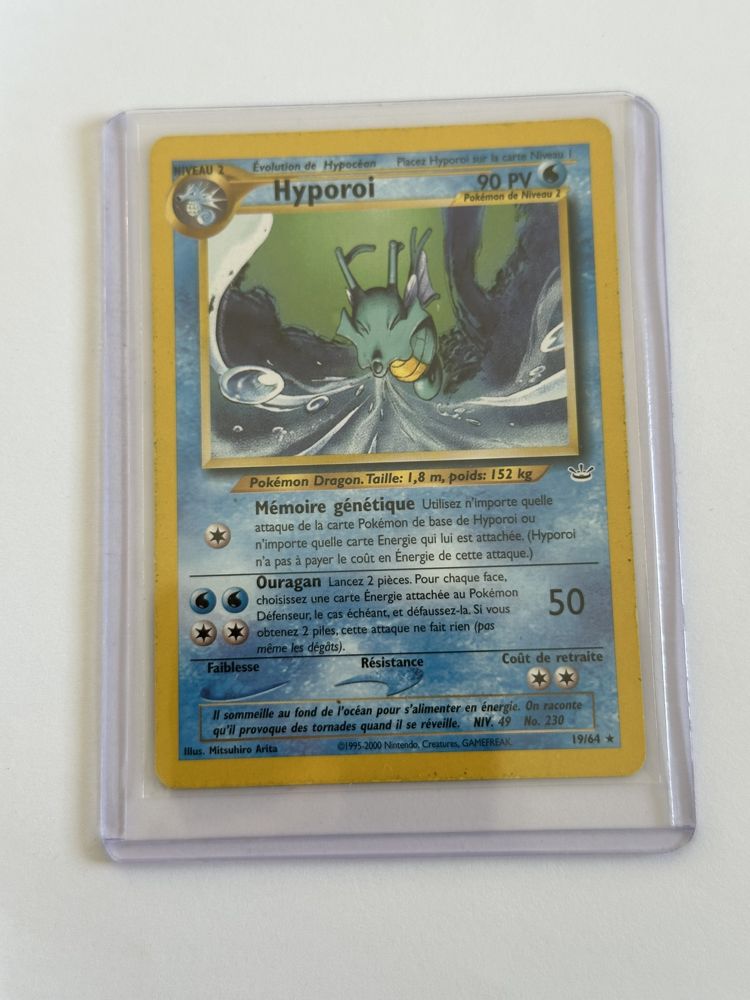 NIVEAU 2 Évolution de Hypocéan Placez Hyporoi sur la carte Niveau 1
Hyporoi 90 PV
Pokémon de Niveau 2
Pokémon Dragon. Taille: 1,8 m, poids: 152 kg
Mémoire génétique Utilisez n'importe quelle
attaque de la carte Pokémon de base de Hyporoi ou
n'importe quelle carte Energie qui lui est attachée. (Hyporoi
n'a pas à payer le coût en Énergie de cette attaque.)
Ouragan Lancez 2 pièces. Pour chaque face,
choisissez une carte Énergie attachée au Pokémon
Défenseur, le cas échéant, et défaussez-la. Si vous
obtenez 2 piles, cette attaque ne fait rien (pas
même les dégâts).
50
Faiblesse Résistance Coût de retraite
Il sommeille au fond de l'océan pour s'alimenter en énergie. On raconte
qu'il provoque des tornades quand il se réveille. NIV. 49 No. 230
Illus. Mitsuhiro Arita ©1995-2000 Nintendo, Creatures, GAMEFREAK. 19/64 ★